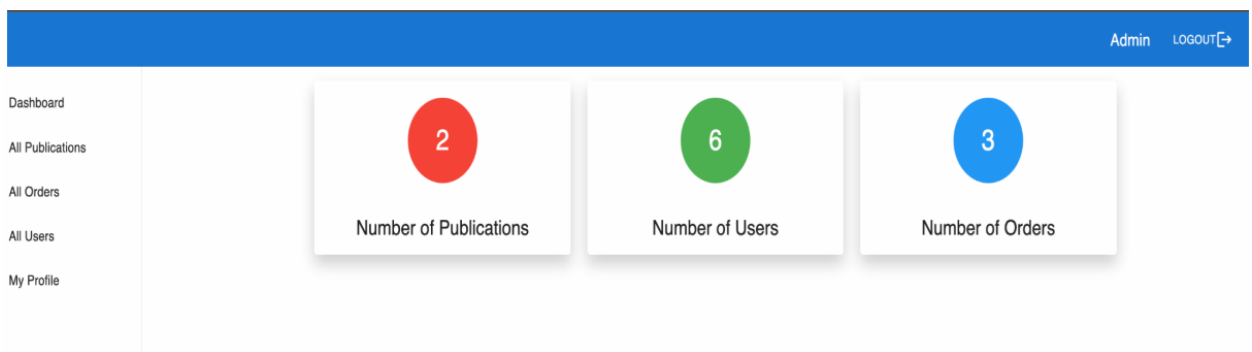 Admin LOGOUT
Dashboard
All Publications
All Orders
All Users
My Profile
2
Number of Publications
6
Number of Users
3
Number of Orders